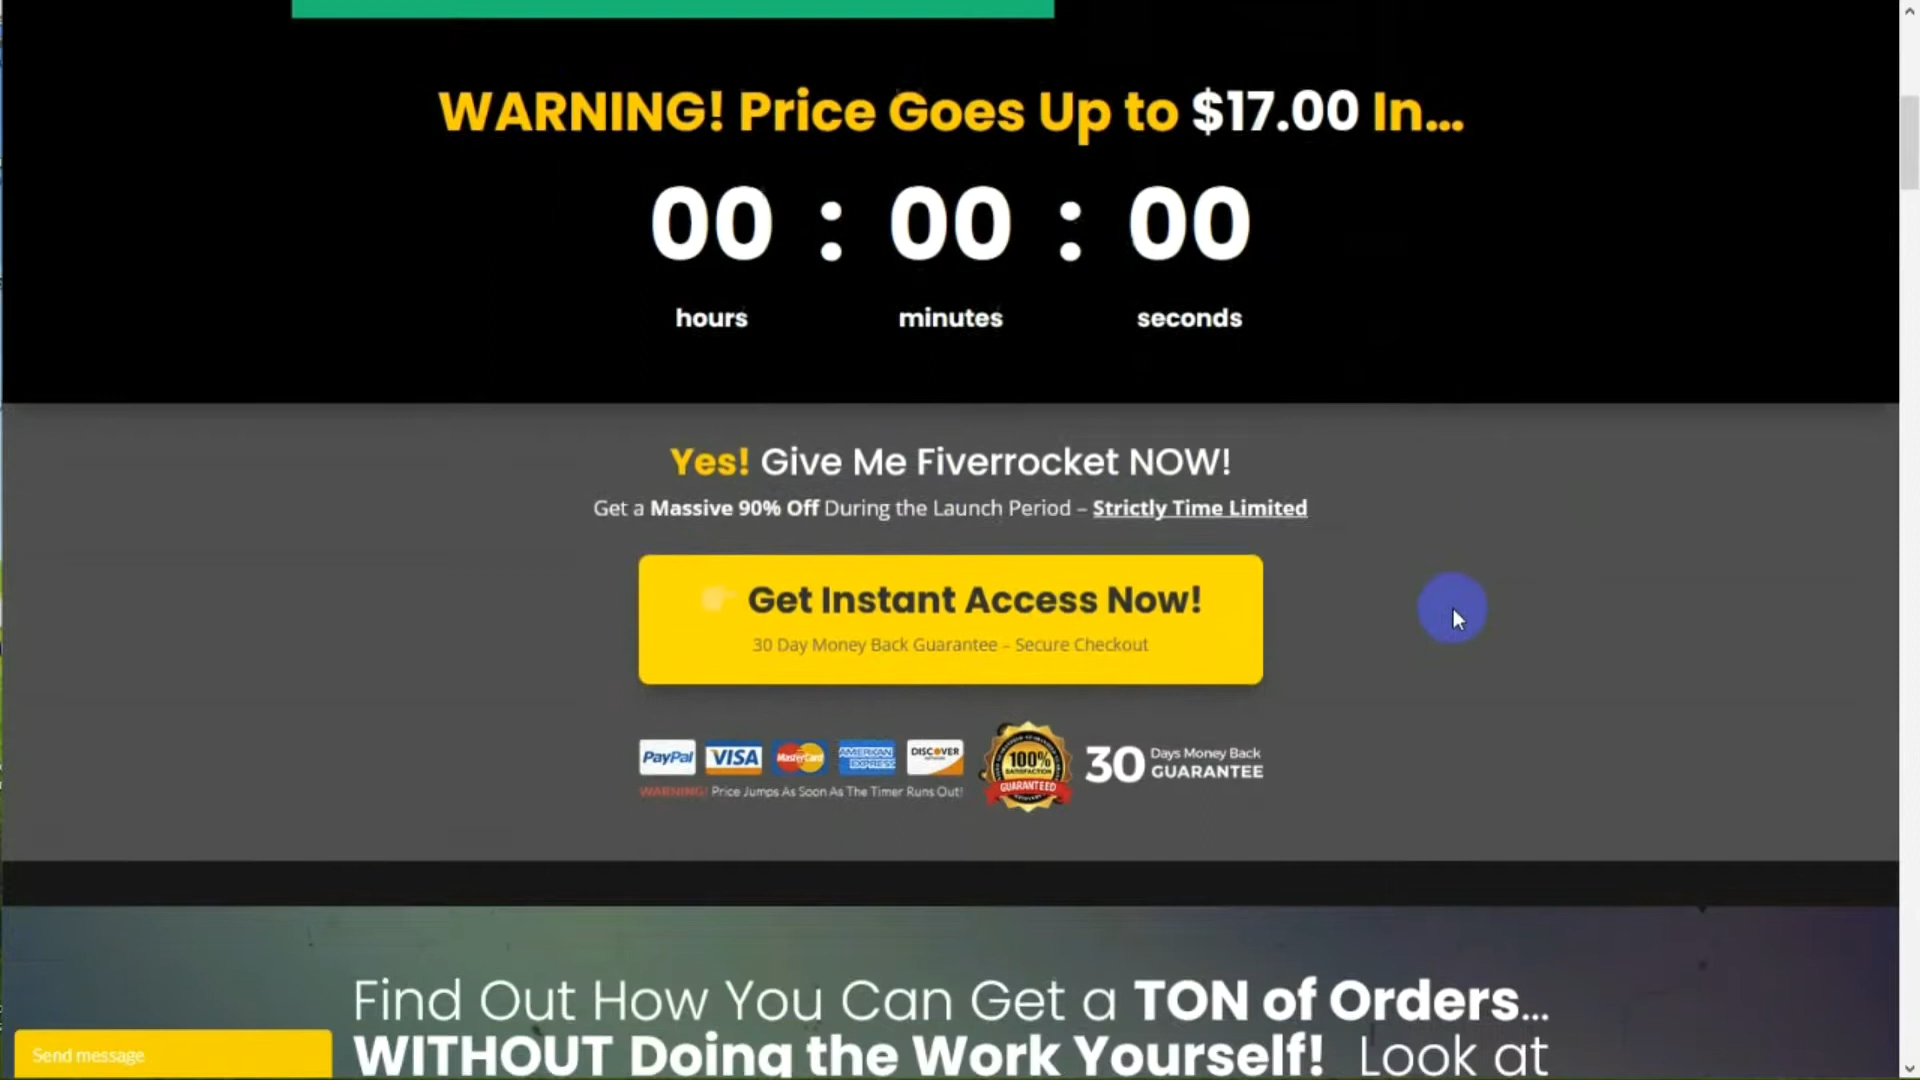 WARNING! Price Goes Up to $17.00 In...
00 : 00 : 00
hours minutes seconds
Yes! Give Me Fiverrocket NOW!
Get a Massive 90% Off During the Launch Period – Strictly Time Limited
Get Instant Access Now!
30 Day Money Back Guarantee – Secure Checkout
PayPal VISA MasterCard AMERICAN EXPRESS DISCOVER
WARNING! Price Jumps As Soon As The Timer Runs Out!
100%
SATISFACTION
GUARANTEED
30 Days Money Back
GUARANTEE
Find Out How You Can Get a TON of Orders...
WITHOUT Doing the Work Yourself! Look at
Send message